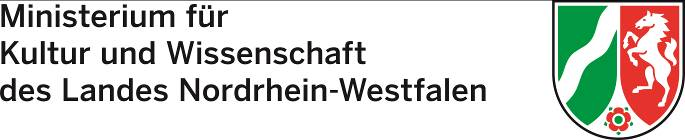 Ministerium für
Kultur und Wissenschaft
des Landes Nordrhein-Westfalen